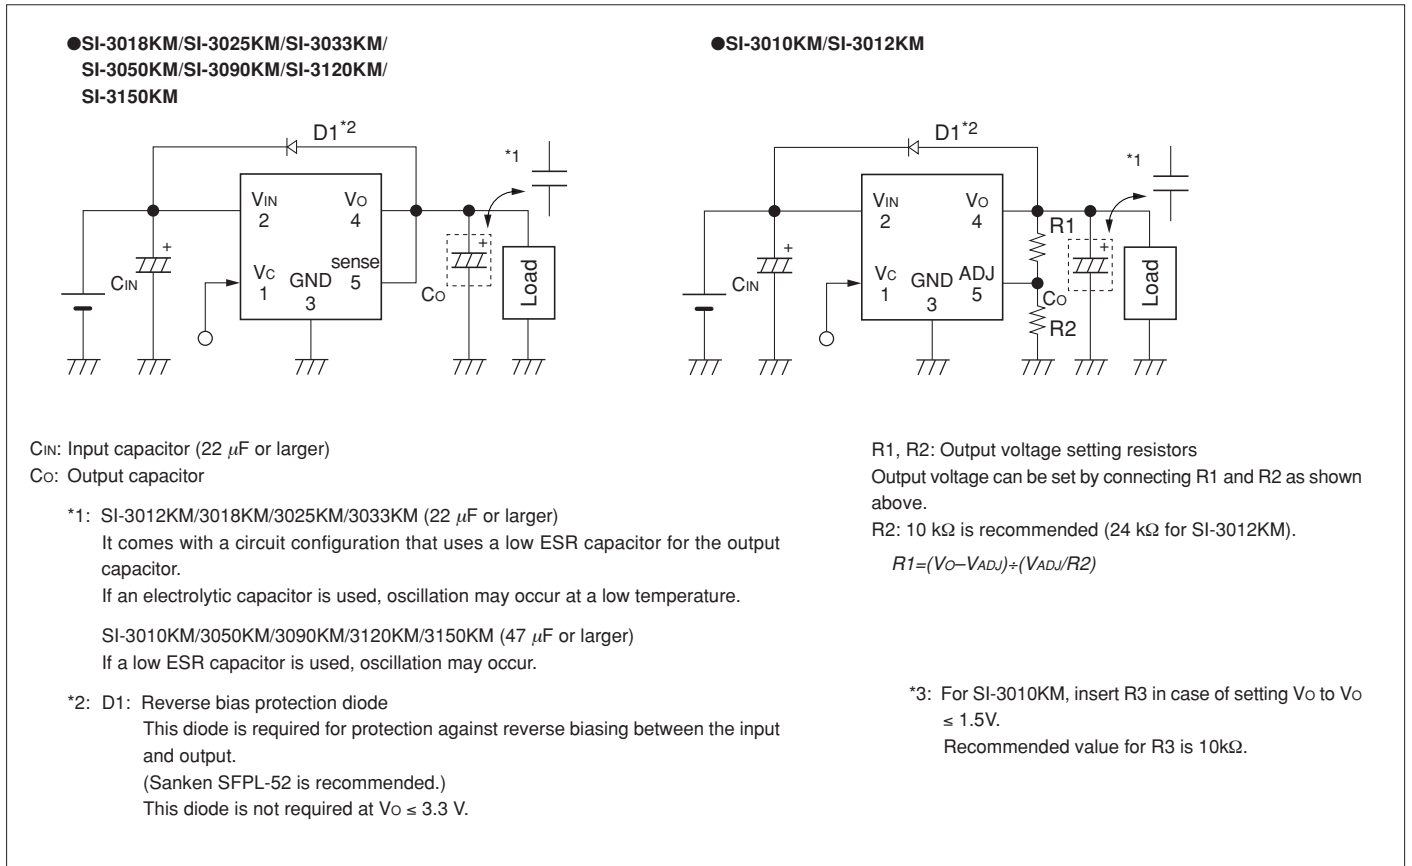 ●SI-3018KM/SI-3025KM/SI-3033KM/
SI-3050KM/SI-3090KM/SI-3120KM/
SI-3150KM
D1*2
*1
VIN
2
VO
4
VC
1
GND
3
sense
5
CIN
+
CO
+
Load
●SI-3010KM/SI-3012KM
D1*2
*1
VIN
2
VO
4
VC
1
GND
3
ADJ
5
CIN
+
R1
R2
CO
+
Load
CIN: Input capacitor (22 μF or larger)
CO: Output capacitor
*1: SI-3012KM/3018KM/3025KM/3033KM (22 μF or larger)
It comes with a circuit configuration that uses a low ESR capacitor for the output
capacitor.
If an electrolytic capacitor is used, oscillation may occur at a low temperature.
SI-3010KM/3050KM/3090KM/3120KM/3150KM (47 μF or larger)
If a low ESR capacitor is used, oscillation may occur.
*2: D1: Reverse bias protection diode
This diode is required for protection against reverse biasing between the input
and output.
(Sanken SFPL-52 is recommended.)
This diode is not required at VO ≤ 3.3 V.
R1, R2: Output voltage setting resistors
Output voltage can be set by connecting R1 and R2 as shown
above.
R2: 10 kΩ is recommended (24 kΩ for SI-3012KM).
R1=(VO–VADJ)÷(VADJ/R2)
*3: For SI-3010KM, insert R3 in case of setting VO to VO
≤ 1.5V.
Recommended value for R3 is 10kΩ.